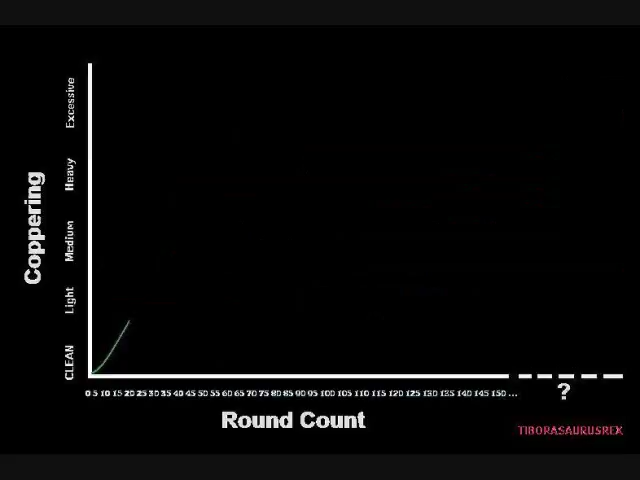 Coppering
Excessive
Heavy
Medium
Light
CLEAN
0 5 10 15 20 25 30 35 40 45 50 55 60 65 70 75 80 85 90 95 100 105 110 115 120 125 130 135 140 145 150 ...
?
Round Count
TIBORASAURUSREX